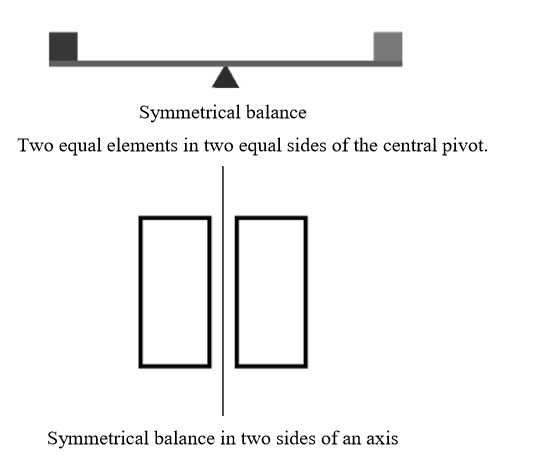 Symmetrical balance
Two equal elements in two equal sides of the central pivot.
Symmetrical balance in two sides of an axis